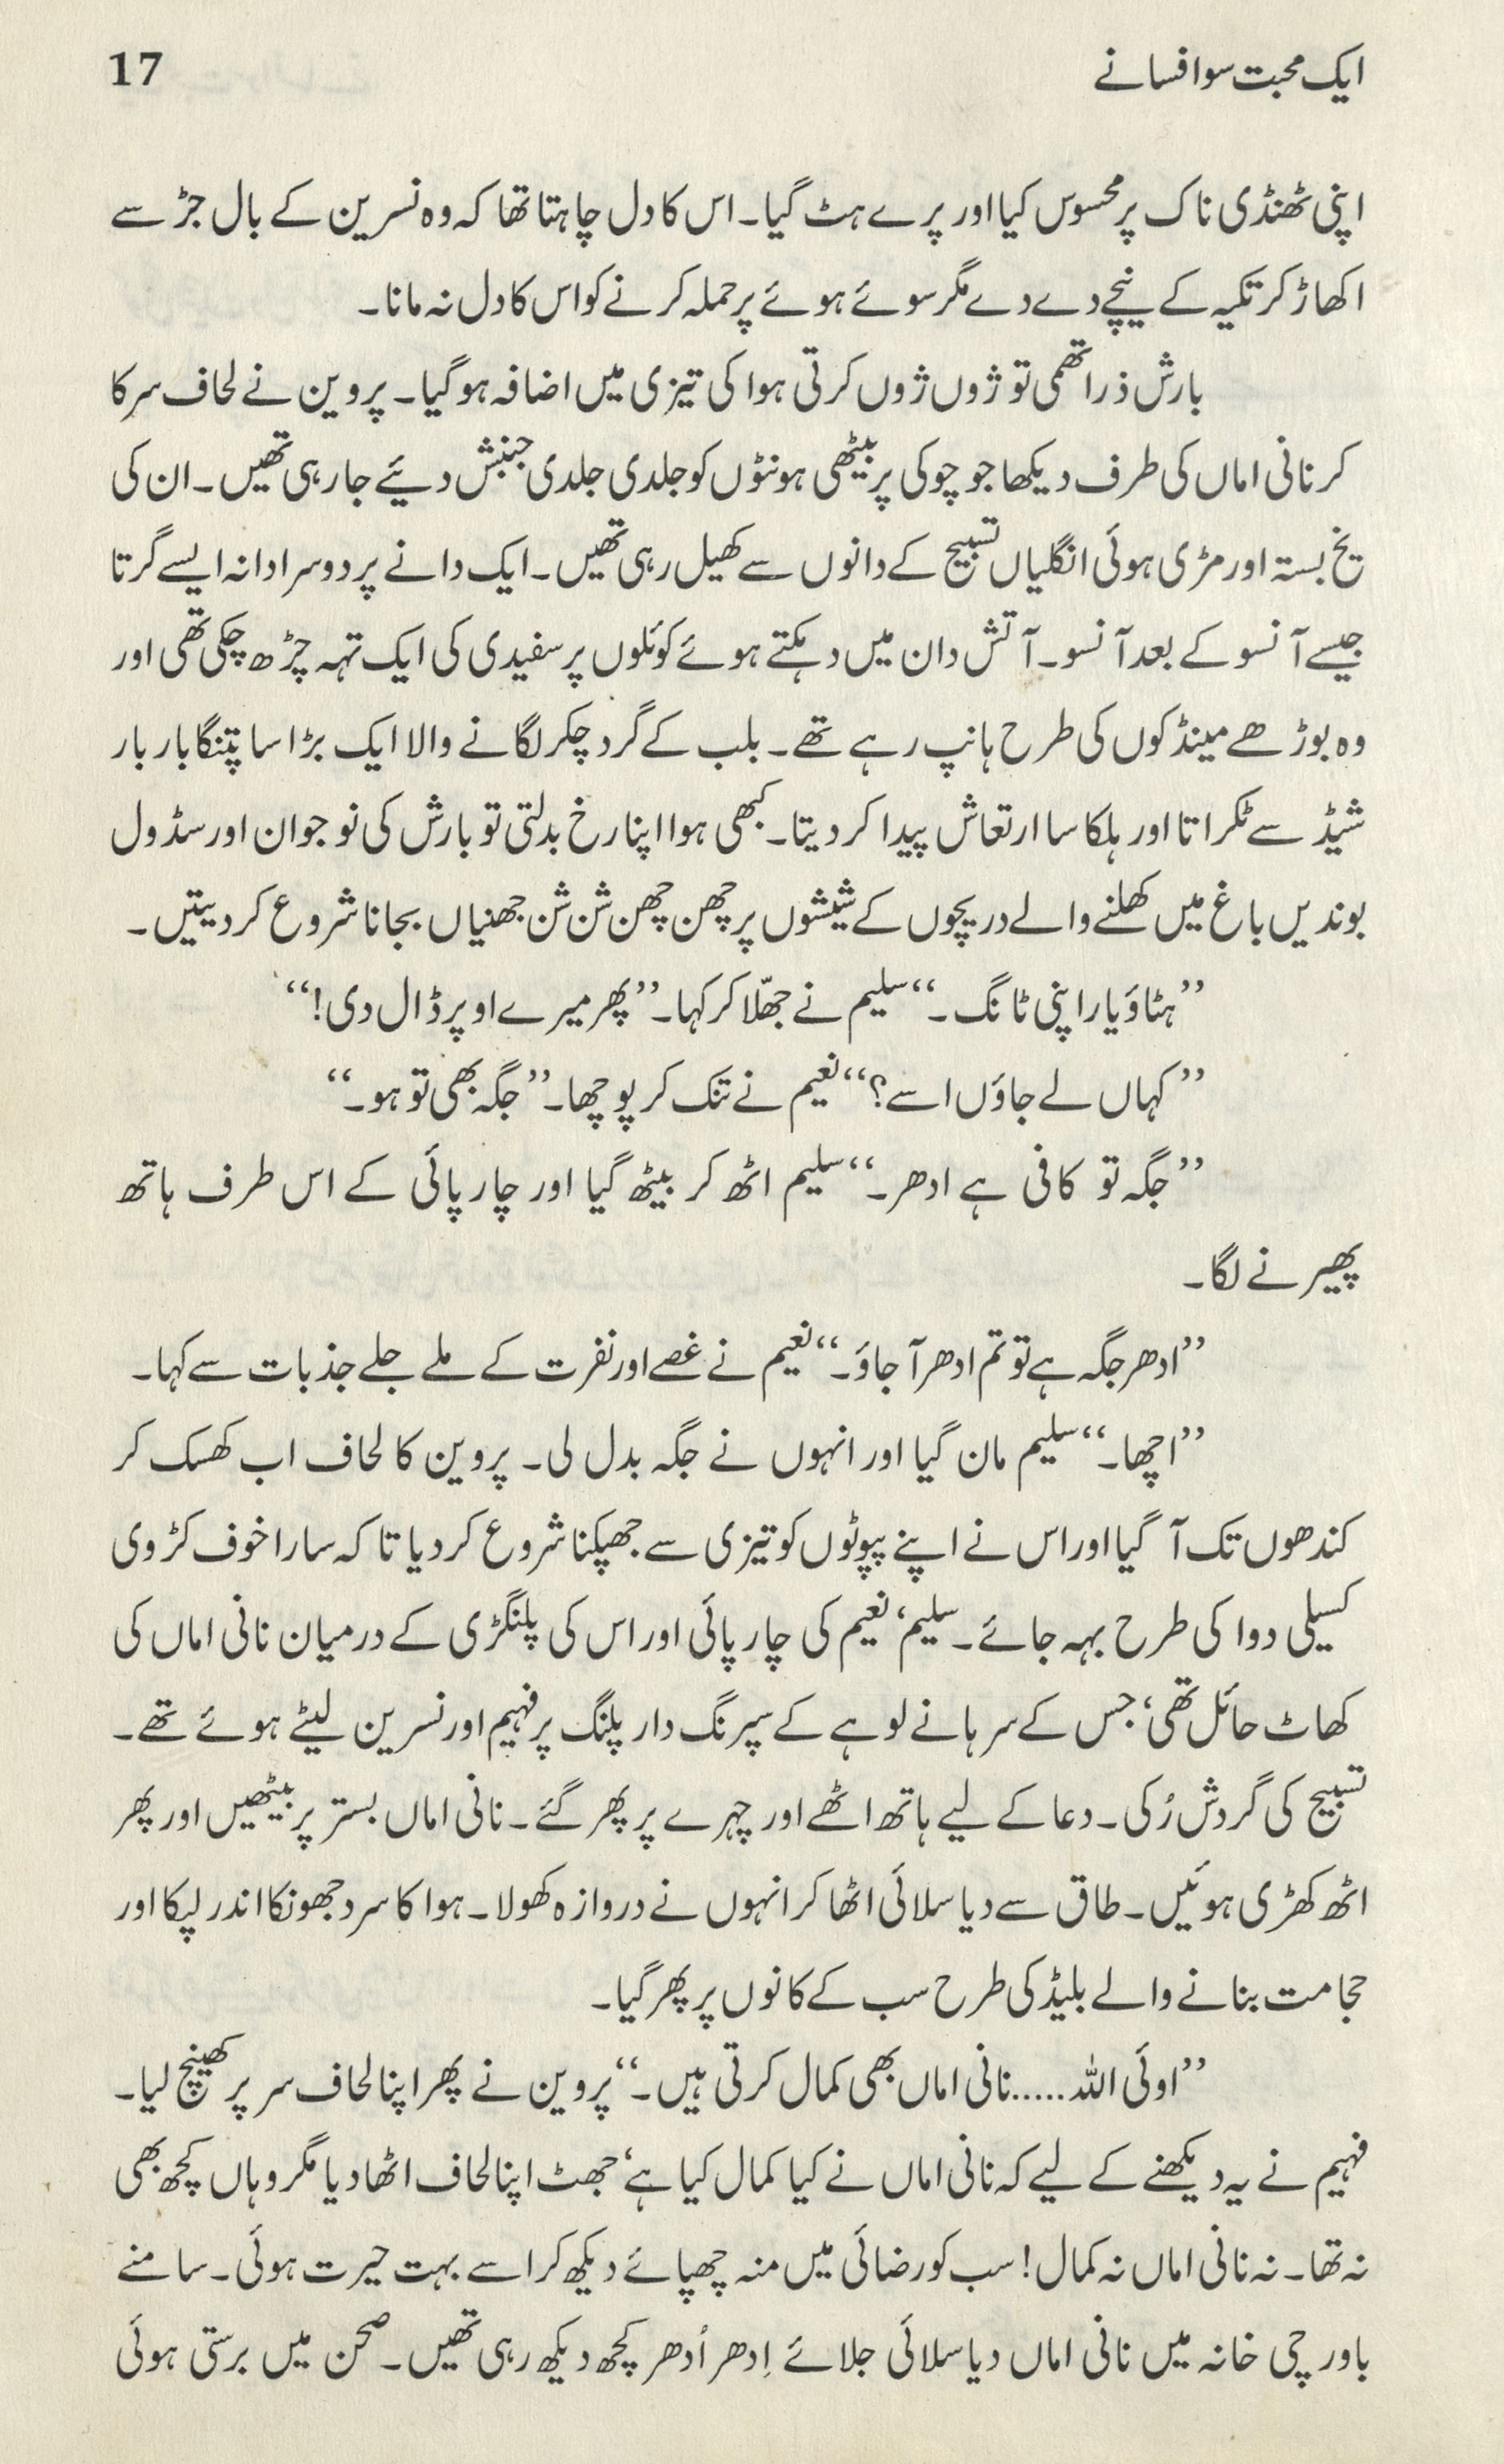 ایک محبت سو افسانے 17
اپنی ٹھنڈی ناک پر محسوس کیا اور پرے ہٹ گیا۔ اس کا دل چاہتا تھا کہ وہ نسرین کے بال جڑ سے
اکھاڑ کر تکیہ کے نیچے دے دے مگر سوئے ہوئے پر حملہ کرنے کو اس کا دل نہ مانا۔
بارش ذرا تھمی تو ژوں ژوں کرتی ہوا کی تیزی میں اضافہ ہو گیا۔ پروین نے لحاف سرکا
کر نانی اماں کی طرف دیکھا جو چوکی پر بیٹھی ہونٹوں کو جلدی جلدی جنبش دیئے جا رہی تھیں۔ ان کی
یخ بستہ اور مڑی ہوئی انگلیاں تسبیح کے دانوں سے کھیل رہی تھیں۔ ایک دانے پر دوسرا دانہ ایسے گرتا
جیسے آنسو کے بعد آنسو۔ آتش دان میں دہکتے ہوئے کوئلوں پر سفیدی کی ایک تہہ چڑھ چکی تھی اور
وہ بوڑھے مینڈکوں کی طرح ہانپ رہے تھے۔ بلب کے گرد چکر لگانے والا ایک بڑا سا پتنگا بار بار
شیڈ سے ٹکراتا اور ہلکا سا ارتعاش پیدا کر دیتا۔ کبھی ہوا اپنا رخ بدلتی تو بارش کی نوجوان اور سڈول
بوندیں باغ میں کھلنے والے دریچوں کے شیشوں پر چھن چھن شن شن جھنیاں بجانا شروع کر دیتیں۔
’’ہٹاؤ یار اپنی ٹانگ۔‘‘ سلیم نے جھلّا کر کہا۔ ’’پھر میرے اوپر ڈال دی!‘‘
’’کہاں لے جاؤں اسے؟‘‘ نعیم نے تنک کر پوچھا۔ ’’جگہ بھی تو ہو۔‘‘
’’جگہ تو کافی ہے ادھر۔‘‘ سلیم اٹھ کر بیٹھ گیا اور چارپائی کے اس طرف ہاتھ
پھیرنے لگا۔
’’ادھر جگہ ہے تو تم ادھر آ جاؤ۔‘‘ نعیم نے غصے اور نفرت کے ملے جلے جذبات سے کہا۔
’’اچھا۔‘‘ سلیم مان گیا اور انہوں نے جگہ بدل لی۔ پروین کا لحاف اب کھسک کر
کندھوں تک آ گیا اور اس نے اپنے پپوٹوں کو تیزی سے جھپکنا شروع کر دیا تاکہ سارا خوف کڑوی
کسیلی دوا کی طرح بہہ جائے۔ سلیم، نعیم کی چارپائی اور اس کی پلنگڑی کے درمیان نانی اماں کی
کھاٹ حائل تھی، جس کے سرہانے لوہے کے سپرنگ دار پلنگ پر فہیم اور نسرین لیٹے ہوئے تھے۔
تسبیح کی گردش رُکی۔ دعا کے لیے ہاتھ اٹھے اور چہرے پر پھر گئے۔ نانی اماں بستر پر بیٹھیں اور پھر
اٹھ کھڑی ہوئیں۔ طاق سے دیا سلائی اٹھا کر انہوں نے دروازہ کھولا۔ ہوا کا سرد جھونکا اندر لپکا اور
حجامت بنانے والے بلیڈ کی طرح سب کے کانوں پر پھر گیا۔
’’اوئی اللہ.....نانی اماں بھی کمال کرتی ہیں۔‘‘ پروین نے پھر اپنا لحاف سر پر کھینچ لیا۔
فہیم نے یہ دیکھنے کے لیے کہ نانی اماں نے کیا کمال کیا ہے، جھٹ اپنا لحاف اٹھا دیا مگر وہاں کچھ بھی
نہ تھا۔ نہ نانی اماں نہ کمال! سب کو رضائی میں منہ چھپائے دیکھ کر اسے بہت حیرت ہوئی۔ سامنے
باورچی خانہ میں نانی اماں دیا سلائی جلائے اِدھر اُدھر کچھ دیکھ رہی تھیں۔ صحن میں برستی ہوئی